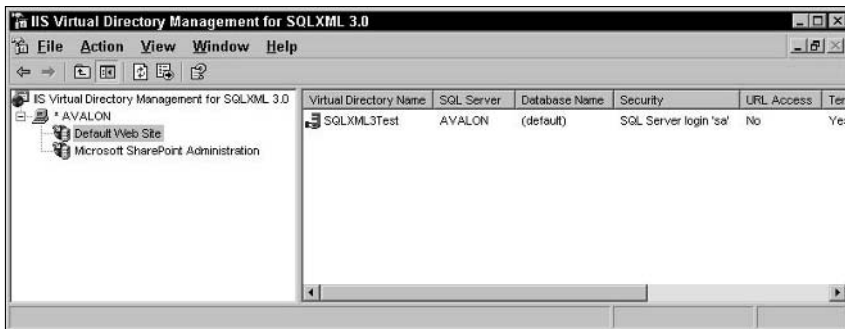 IIS Virtual Directory Management for SQLXML 3.0
File Action View Window Help
IIS Virtual Directory Management for SQLXML 3.0
* AVALON
Default Web Site
Microsoft SharePoint Administration
Virtual Directory Name SQL Server Database Name Security URL Access Ter
SQLXML3Test AVALON (default) SQL Server login 'sa' No Ye